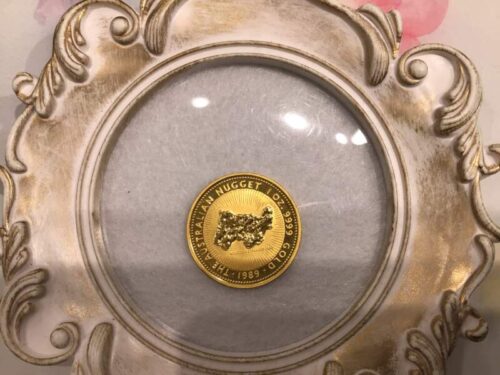 THE AUSTRALIAN NUGGET 1 OZ. 9999 GOLD · 1989 ·